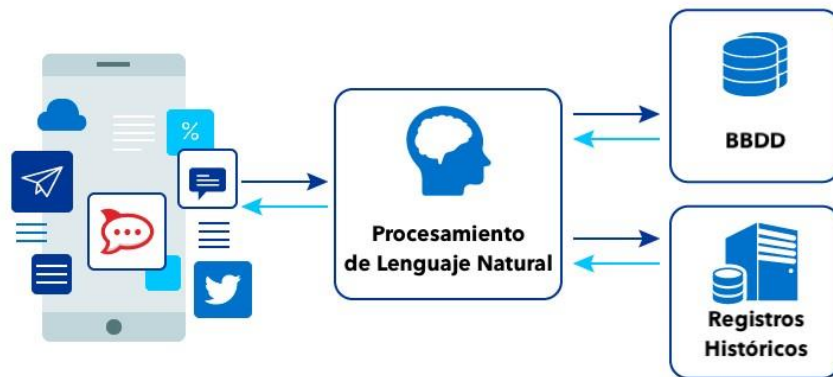 %
Procesamiento
de Lenguaje Natural
BBDD
Registros
Históricos